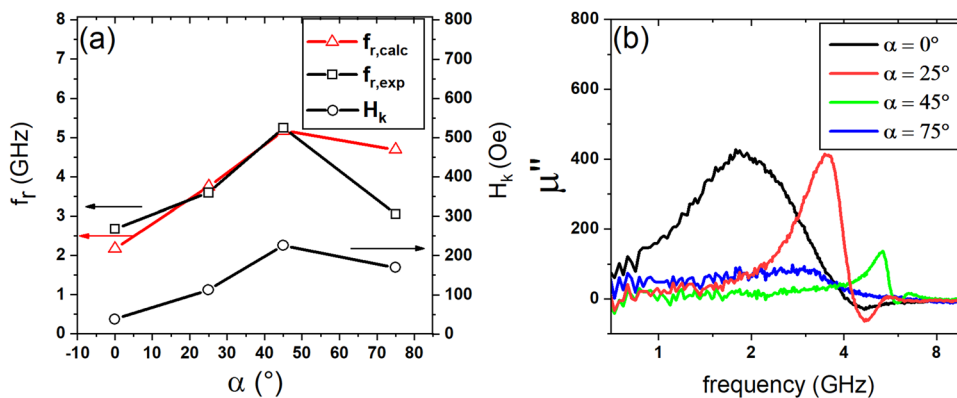 (a)
f_r,calc
f_r,exp
H_k
8
7
6
5
4
3
2
1
0
f_r (GHz)
800
700
600
500
400
300
200
100
0
H_k (Oe)
-10 0 10 20 30 40 50 60 70 80
α (°)
(b)
α = 0°
α = 25°
α = 45°
α = 75°
800
600
400
200
0
μ"
1 2 4 8
frequency (GHz)